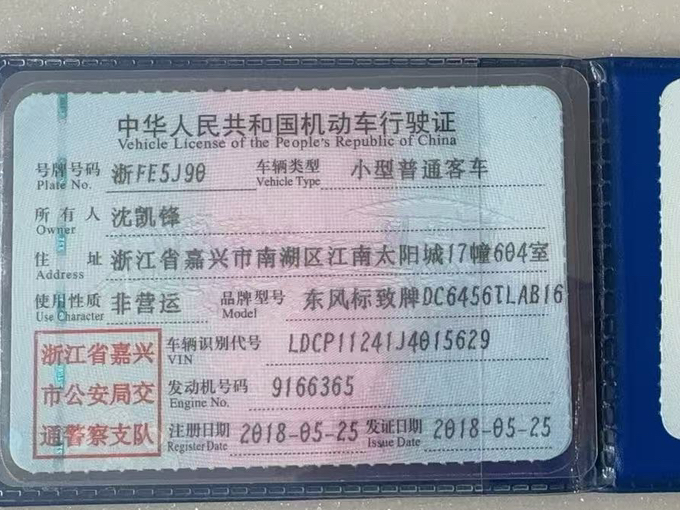 中华人民共和国机动车行驶证
Vehicle License of the People's Republic of China
号牌号码 浙FE5J90 车辆类型 小型普通客车
Plate No. Vehicle Type
所有人 沈凯锋
Owner
住址 浙江省嘉兴市南湖区江南太阳城17幢604室
Address
使用性质 非营运 品牌型号 东风标致牌DC6456TLAB16
Use Character Model
浙江省嘉兴
市公安局交
通警察支队
车辆识别代号 LDCP11241J4015629
VIN
发动机号码 9166365
Engine No.
注册日期 2018-05-25 发证日期 2018-05-25
Register Date Issue Date